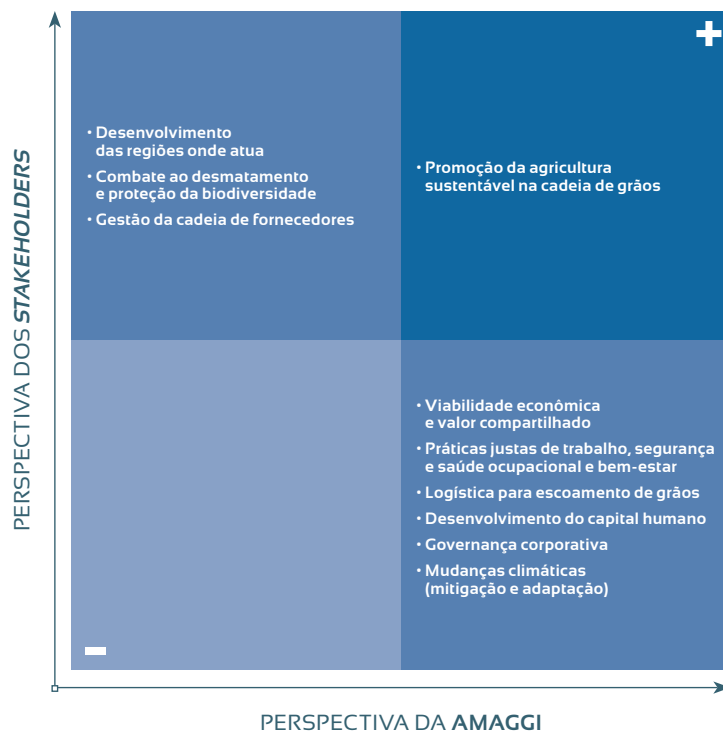 +
• Desenvolvimento
das regiões onde atua
• Combate ao desmatamento
e proteção da biodiversidade
• Gestão da cadeia de fornecedores
• Promoção da agricultura
sustentável na cadeia de grãos
• Viabilidade econômica
e valor compartilhado
• Práticas justas de trabalho, segurança
e saúde ocupacional e bem-estar
• Logística para escoamento de grãos
• Desenvolvimento do capital humano
• Governança corporativa
• Mudanças climáticas
(mitigação e adaptação)
–
PERSPECTIVA DOS STAKEHOLDERS
PERSPECTIVA DA AMAGGI